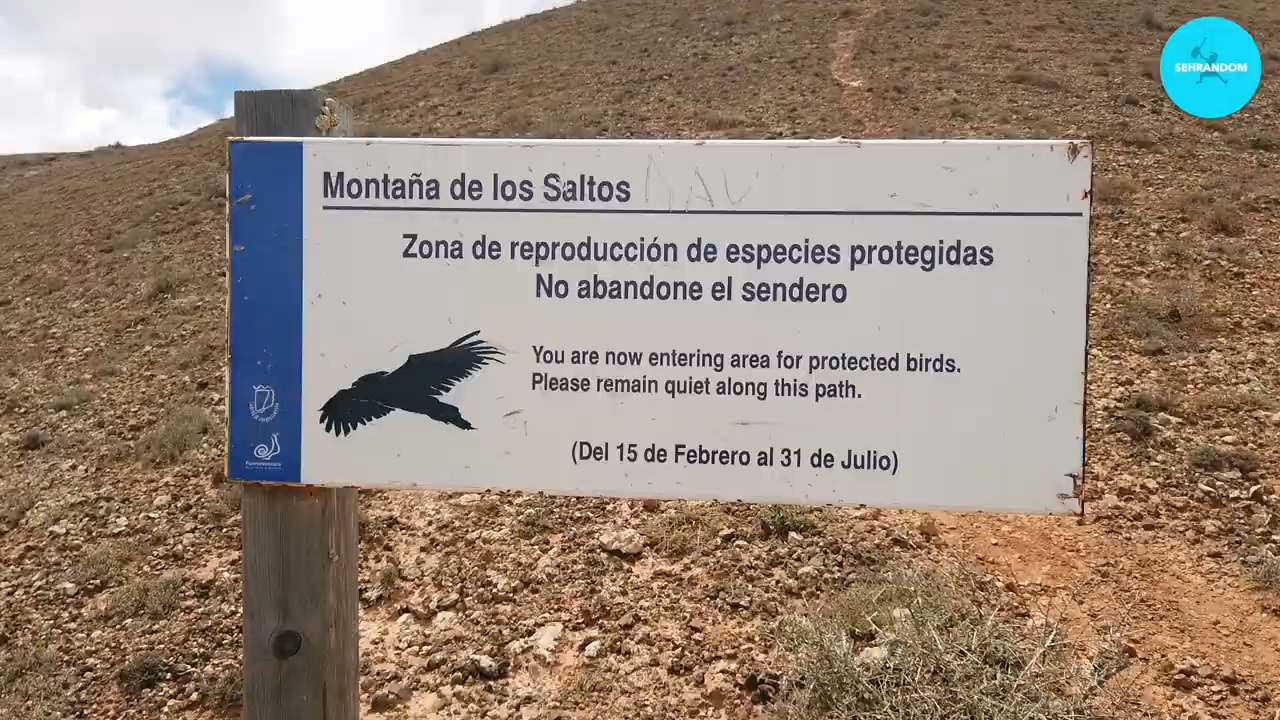 SEHRANDOM
Montaña de los Saltos
Zona de reproducción de especies protegidas
No abandone el sendero
You are now entering area for protected birds.
Please remain quiet along this path.
(Del 15 de Febrero al 31 de Julio)